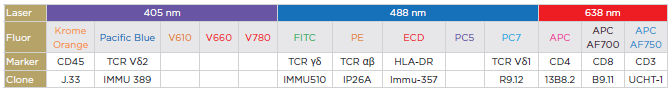 Laser 405 nm 488 nm 638 nm
Fluor Krome Orange Pacific Blue V610 V660 V780 FITC PE ECD PC5 PC7 APC APC AF700 APC AF750
Marker CD45 TCR Vδ2 TCR γδ TCR αβ HLA-DR TCR Vδ1 CD4 CD8 CD3
Clone J.33 IMMU 389 IMMU510 IP26A Immu-357 R9.12 13B8.2 B9.11 UCHT-1